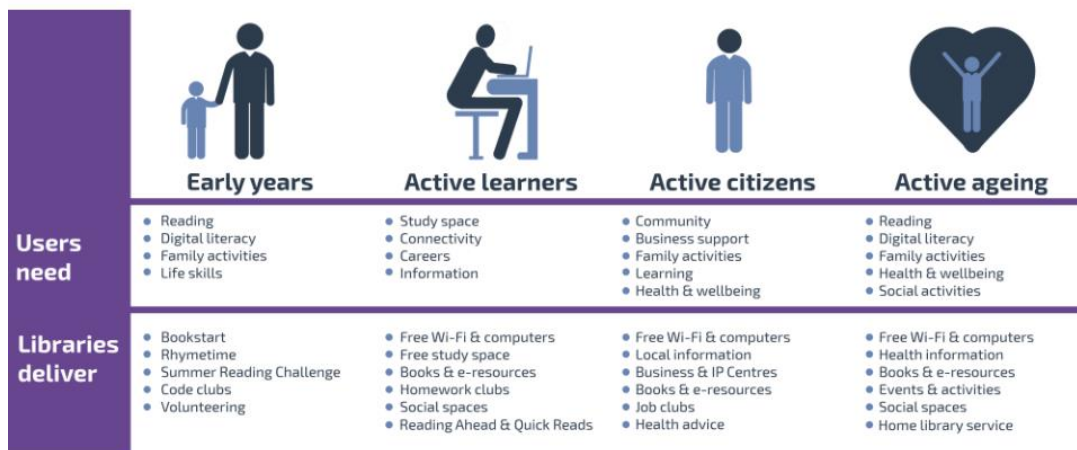 Early years
Active learners
Active citizens
Active ageing
Users
need
Reading
Digital literacy
Family activities
Life skills
Study space
Connectivity
Careers
Information
Community
Business support
Family activities
Learning
Health & wellbeing
Reading
Digital literacy
Family activities
Health & wellbeing
Social activities
Libraries
deliver
Bookstart
Rhymetime
Summer Reading Challenge
Code clubs
Volunteering
Free Wi-Fi & computers
Free study space
Books & e-resources
Homework clubs
Social spaces
Reading Ahead & Quick Reads
Free Wi-Fi & computers
Local information
Business & IP Centres
Books & e-resources
Job clubs
Health advice
Free Wi-Fi & computers
Health information
Books & e-resources
Events & activities
Social spaces
Home library service